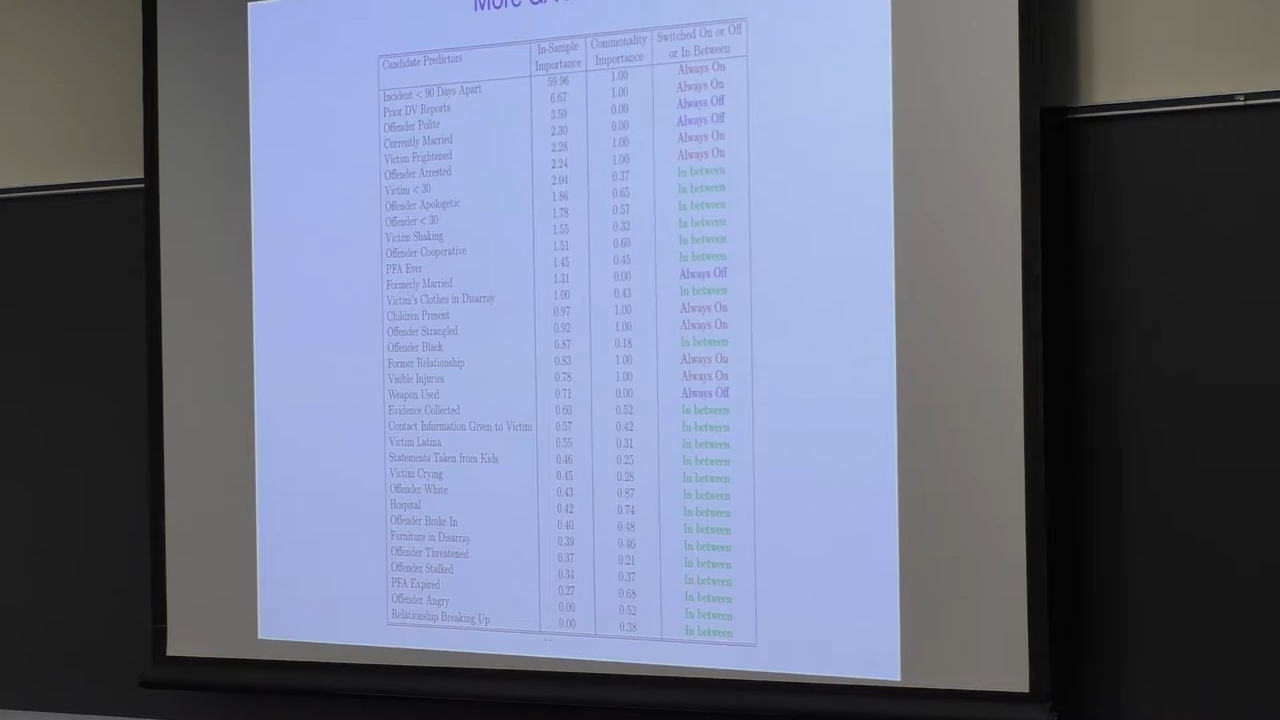 More
Candidate Predictors In-Sample Importance Commonality Importance Switched On or Off or In Between
Incident < 90 Days Apart 59.96 1.00 Always On
Prior DV Reports 6.67 1.00 Always On
Offender Polite 3.59 0.00 Always Off
Currently Married 2.30 0.00 Always Off
Victim Frightened 2.28 1.00 Always On
Offender Arrested 2.24 1.00 Always On
Victim < 30 2.04 0.37 In between
Offender Apologetic 1.86 0.65 In between
Offender < 30 1.78 0.57 In between
Victim Shaking 1.55 0.32 In between
Offender Cooperative 1.51 0.60 In between
PFA Ever 1.45 0.45 In between
Formerly Married 1.31 0.00 Always Off
Victim's Clothes in Disarray 1.00 0.43 In between
Children Present 0.97 1.00 Always On
Offender Strangled 0.92 1.00 Always On
Offender Black 0.87 0.18 In between
Former Relationship 0.83 1.00 Always On
Visible Injuries 0.78 1.00 Always On
Weapon Used 0.71 0.00 Always Off
Evidence Collected 0.60 0.52 In between
Contact Information Given to Victim 0.57 0.42 In between
Victim Latina 0.55 0.31 In between
Statements Taken from Kids 0.46 0.25 In between
Victim Crying 0.45 0.28 In between
Offender White 0.43 0.87 In between
Hospital 0.42 0.74 In between
Offender Broke In 0.40 0.48 In between
Furniture in Disarray 0.39 0.46 In between
Offender Threatened 0.37 0.21 In between
Offender Stalked 0.34 0.37 In between
PFA Expired 0.27 0.68 In between
Offender Angry 0.00 0.52 In between
Relationship Breaking Up 0.00 0.38 In between